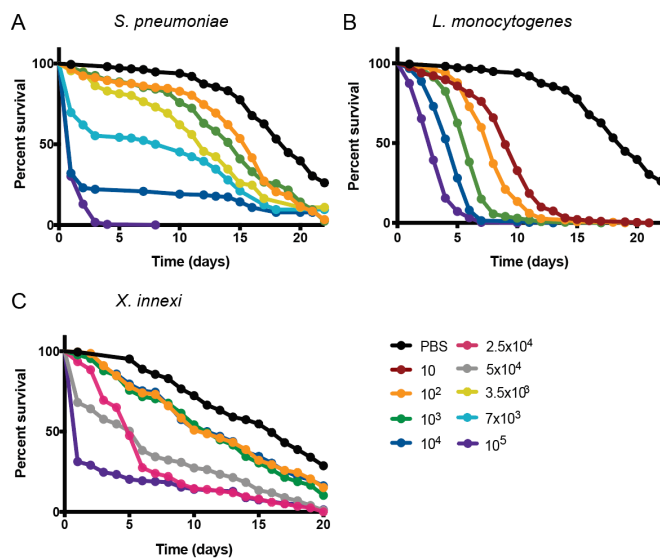 A
S. pneumoniae
100
50
0
0 5 10 15 20
Percent survival
Time (days)
B
L. monocytogenes
100
50
0
0 5 10 15 20
Percent survival
Time (days)
C
X. innexi
100
50
0
0 5 10 15 20
Percent survival
Time (days)
PBS
10
10²
10³
10⁴
2.5x10⁴
5x10⁴
3.5x10³
7x10³
10⁵